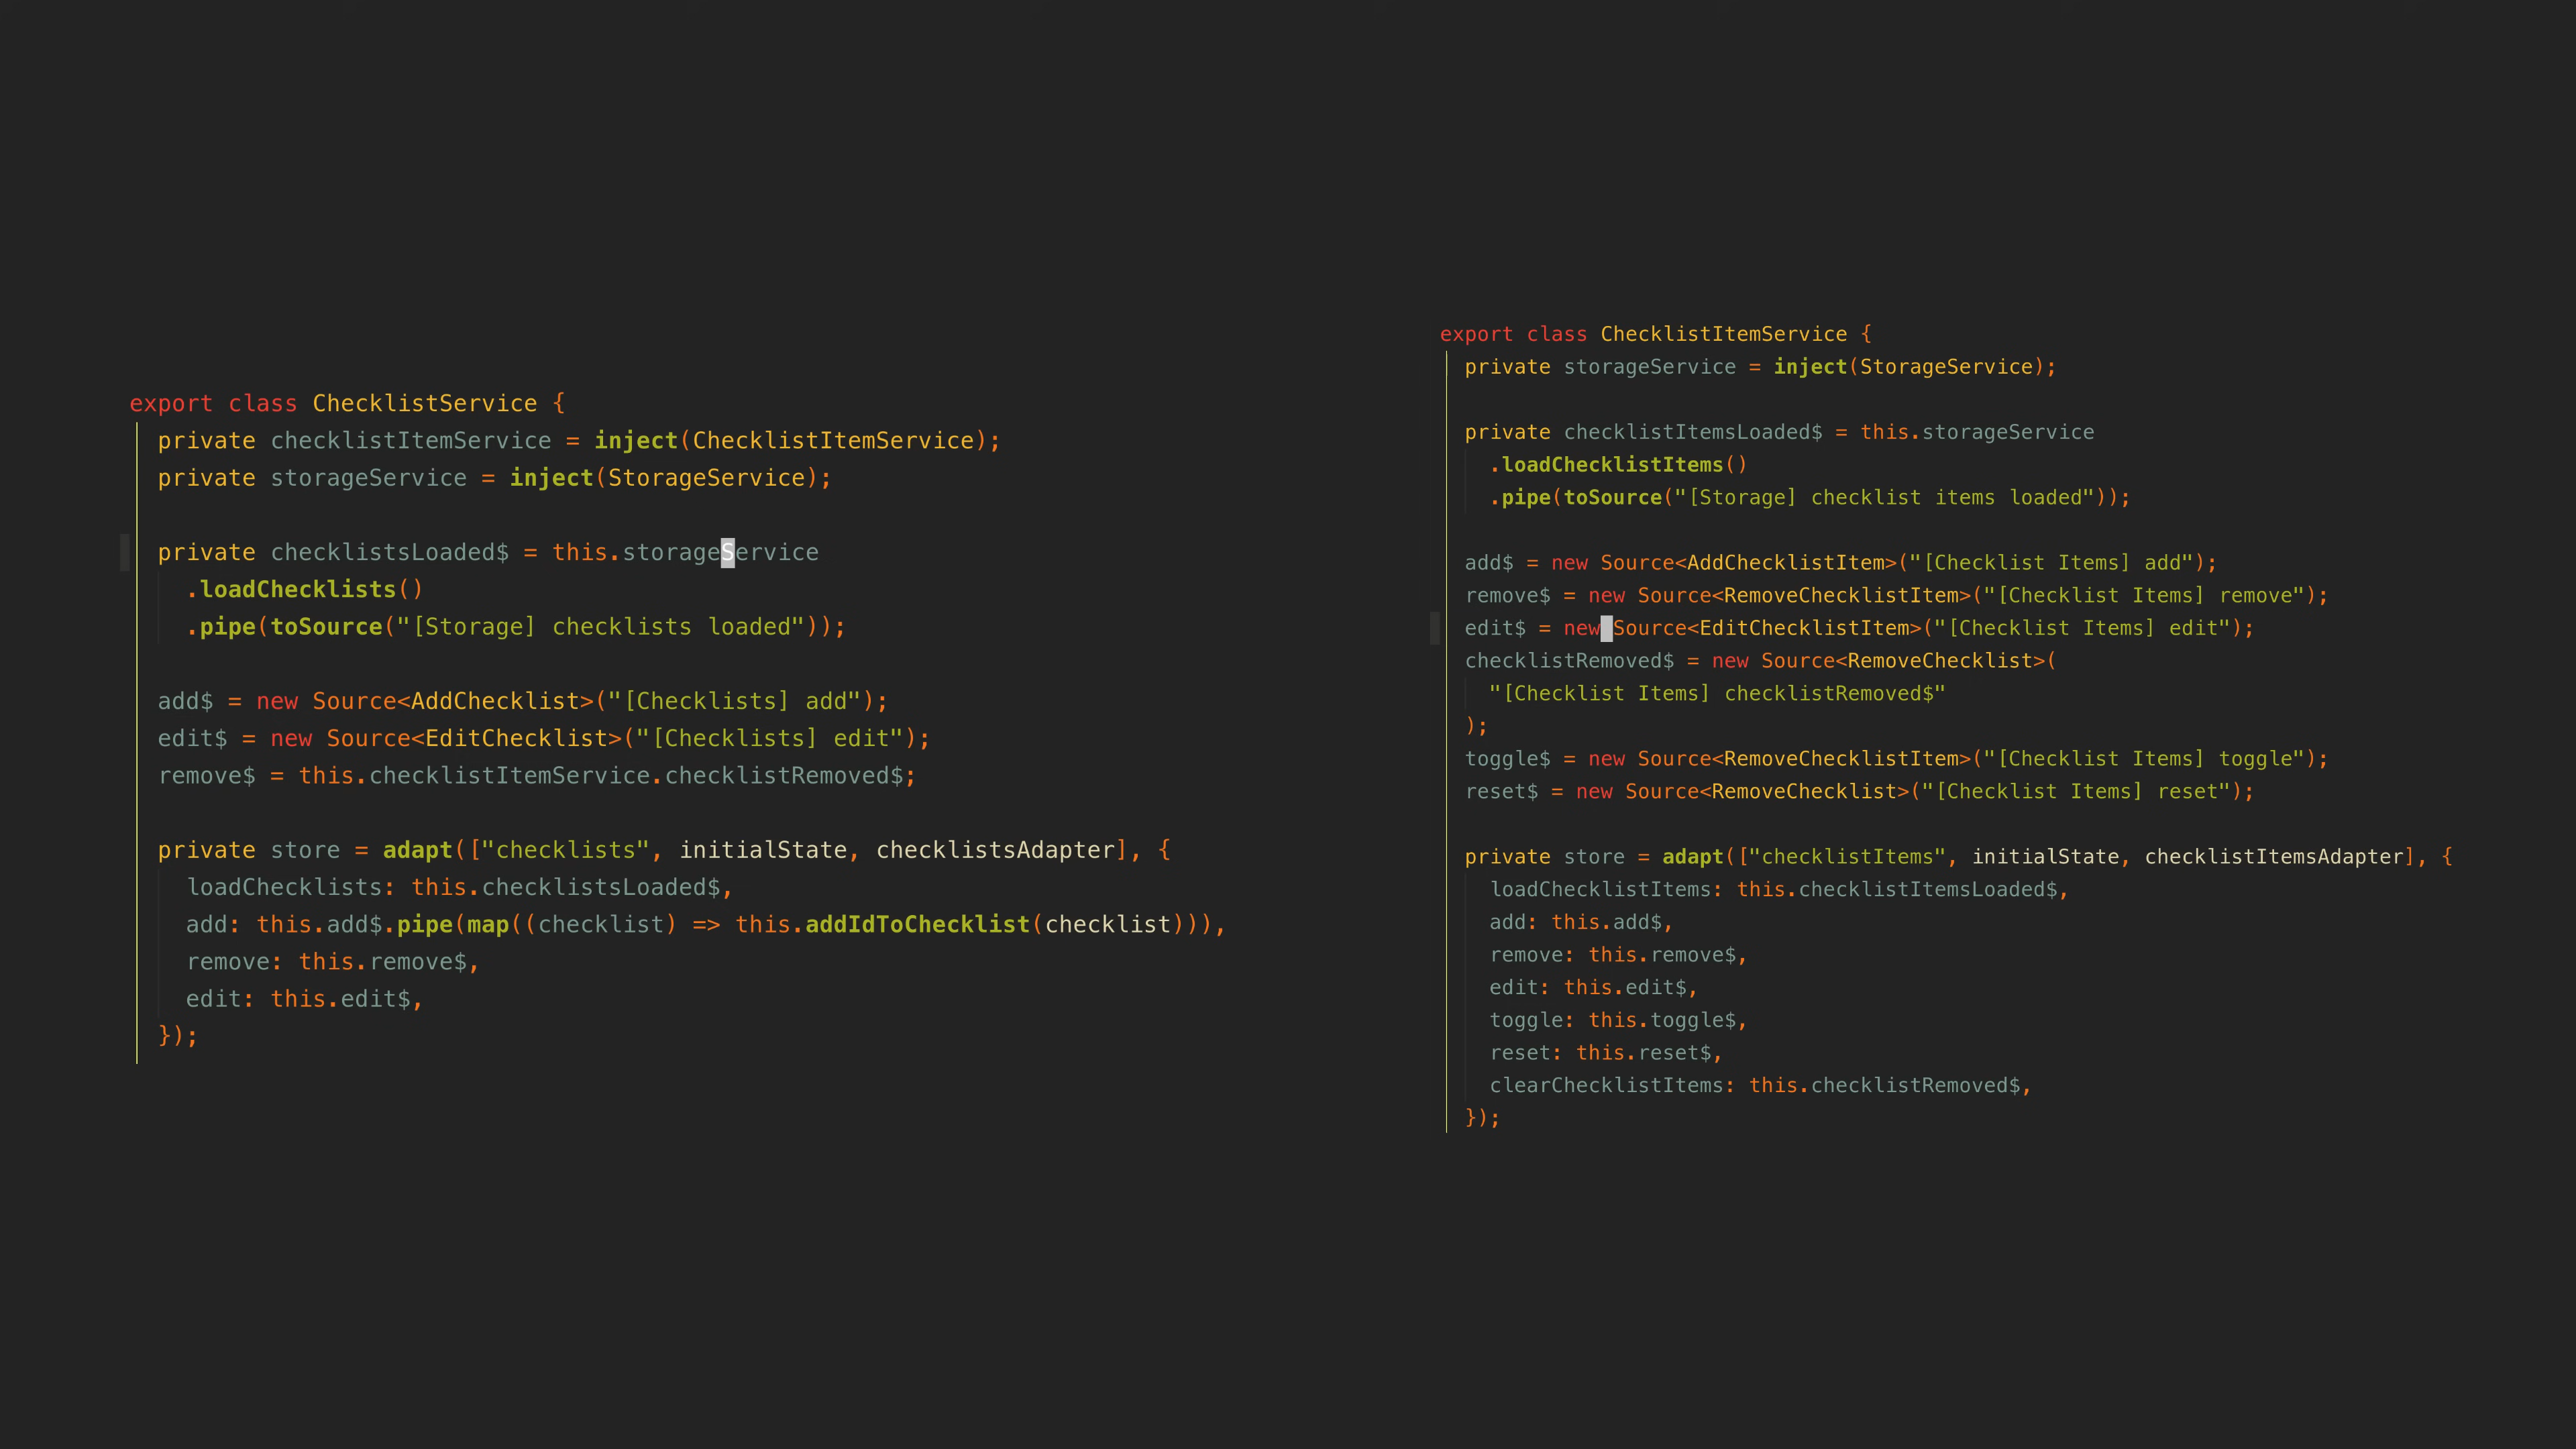 export class ChecklistService {
private checklistItemService = inject(ChecklistItemService);
private storageService = inject(StorageService);
private checklistsLoaded$ = this.storageService
.loadChecklists()
.pipe(toSource("[Storage] checklists loaded"));
add$ = new Source<AddChecklist>("[Checklists] add");
edit$ = new Source<EditChecklist>("[Checklists] edit");
remove$ = this.checklistItemService.checklistRemoved$;
private store = adapt(["checklists", initialState, checklistsAdapter], {
loadChecklists: this.checklistsLoaded$,
add: this.add$.pipe(map((checklist) => this.addIdToChecklist(checklist))),
remove: this.remove$,
edit: this.edit$,
});
export class ChecklistItemService {
private storageService = inject(StorageService);
private checklistItemsLoaded$ = this.storageService
.loadChecklistItems()
.pipe(toSource("[Storage] checklist items loaded"));
add$ = new Source<AddChecklistItem>("[Checklist Items] add");
remove$ = new Source<RemoveChecklistItem>("[Checklist Items] remove");
edit$ = new Source<EditChecklistItem>("[Checklist Items] edit");
checklistRemoved$ = new Source<RemoveChecklist>(
"[Checklist Items] checklistRemoved$"
);
toggle$ = new Source<RemoveChecklistItem>("[Checklist Items] toggle");
reset$ = new Source<RemoveChecklist>("[Checklist Items] reset");
private store = adapt(["checklistItems", initialState, checklistItemsAdapter], {
loadChecklistItems: this.checklistItemsLoaded$,
add: this.add$,
remove: this.remove$,
edit: this.edit$,
toggle: this.toggle$,
reset: this.reset$,
clearChecklistItems: this.checklistRemoved$,
});